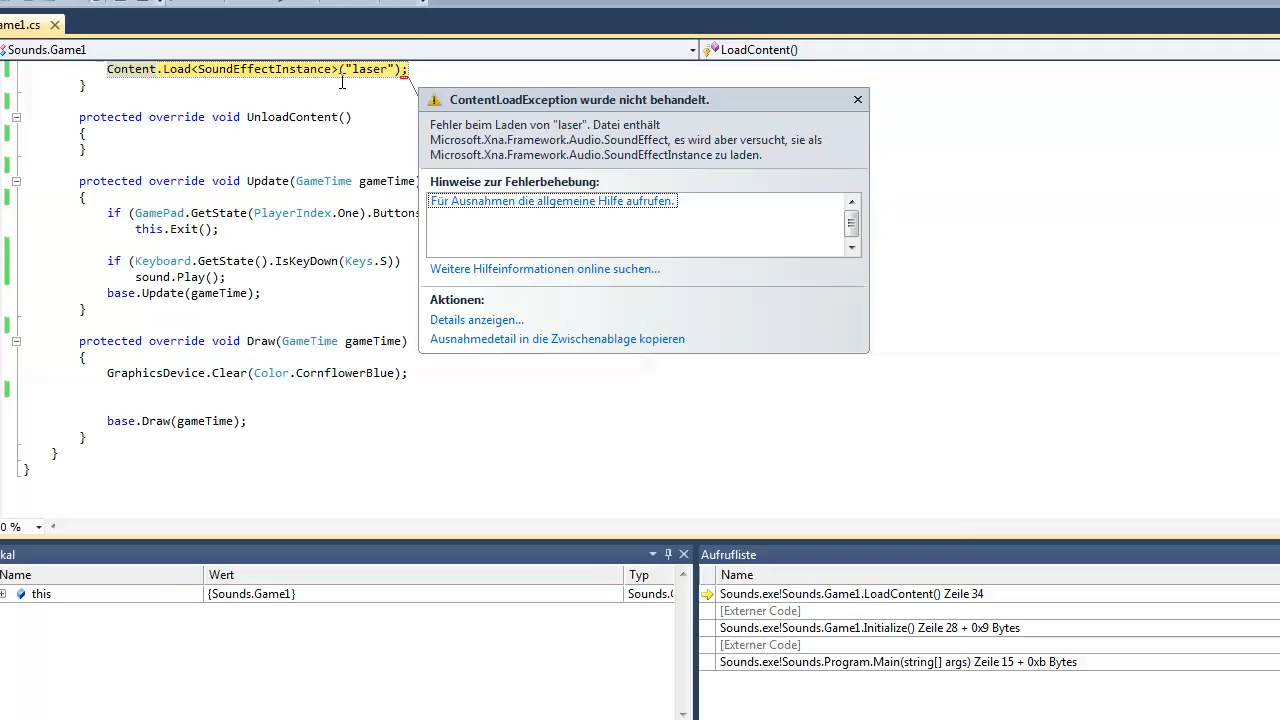 ame1.cs
Sounds.Game1
LoadContent()
Content.Load<SoundEffectInstance>("laser");
}
protected override void UnloadContent()
{
}
protected override void Update(GameTime gameTime)
{
if (GamePad.GetState(PlayerIndex.One).Buttons
this.Exit();
if (Keyboard.GetState().IsKeyDown(Keys.S))
sound.Play();
base.Update(gameTime);
}
protected override void Draw(GameTime gameTime)
{
GraphicsDevice.Clear(Color.CornflowerBlue);
base.Draw(gameTime);
}
}
}
ContentLoadException wurde nicht behandelt.
Fehler beim Laden von "laser". Datei enthält
Microsoft.Xna.Framework.Audio.SoundEffect, es wird aber versucht, sie als
Microsoft.Xna.Framework.Audio.SoundEffectInstance zu laden.
Hinweise zur Fehlerbehebung:
Für Ausnahmen die allgemeine Hilfe aufrufen.
Weitere Hilfeinformationen online suchen...
Aktionen:
Details anzeigen...
Ausnahmedetail in die Zwischenablage kopieren
0 %
kal
Name Wert Typ
this {Sounds.Game1} Sounds.G
Aufrufliste
Name
Sounds.exe!Sounds.Game1.LoadContent() Zeile 34
[Externer Code]
Sounds.exe!Sounds.Game1.Initialize() Zeile 28 + 0x9 Bytes
[Externer Code]
Sounds.exe!Sounds.Program.Main(string[] args) Zeile 15 + 0xb Bytes